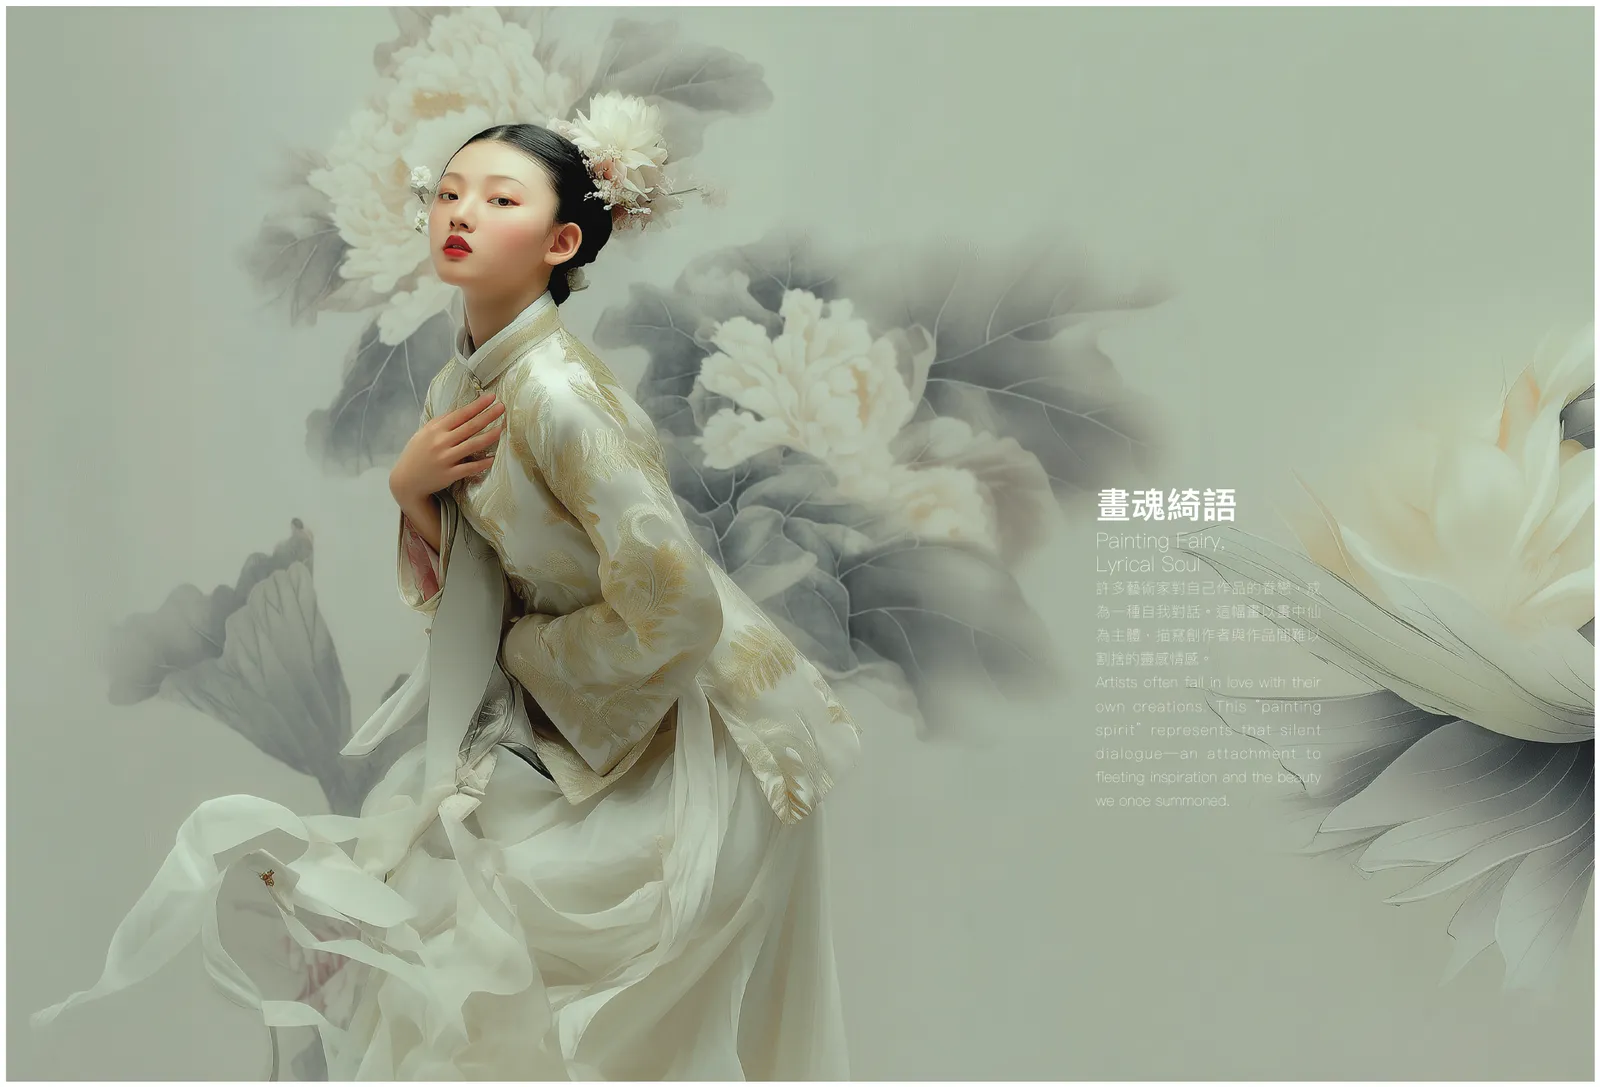 畫魂綺語
Painting Fairy,
Lyrical Soul
許多藝術家對自己作品的眷戀，成
為一種自我對話。這幅畫以畫中仙
為主體，描寫創作者與作品間難以
割捨的靈感情感。
Artists often fall in love with their
own creations. This "painting
spirit" represents that silent
dialogue—an attachment to
fleeting inspiration and the beauty
we once summoned.